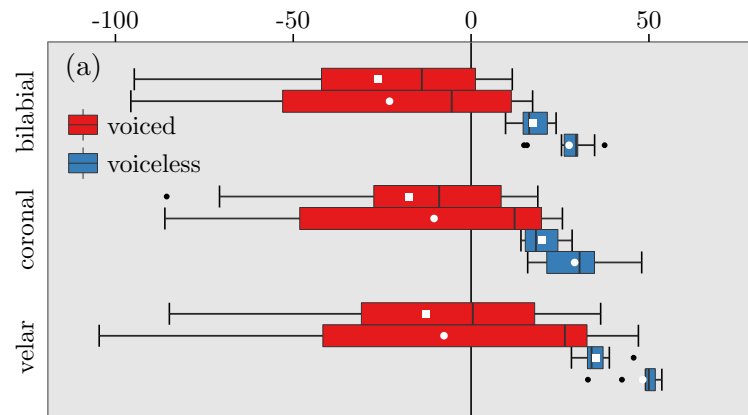 -100 -50 0 50
(a)
bilabial
voiced
voiceless
coronal
velar